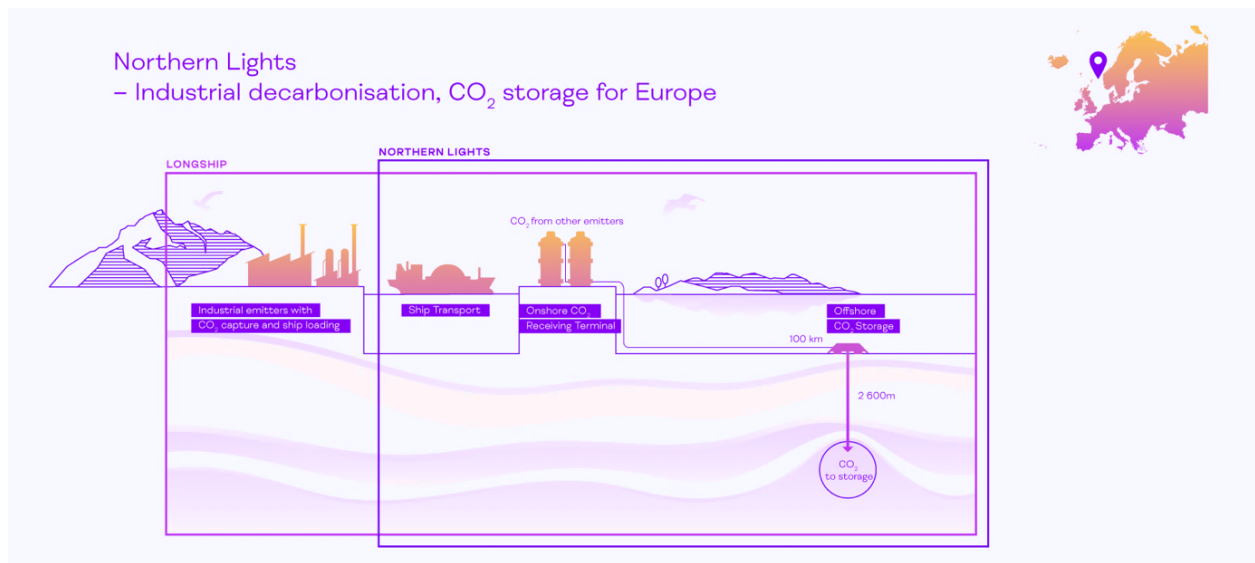 Northern Lights
– Industrial decarbonisation, CO₂ storage for Europe
NORTHERN LIGHTS
LONGSHIP
CO₂ from other emitters
Industrial emitters with
CO₂ capture and ship loading
Ship Transport
Onshore CO₂
Receiving Terminal
Offshore
CO₂ Storage
100 km
2 600m
CO₂
to storage